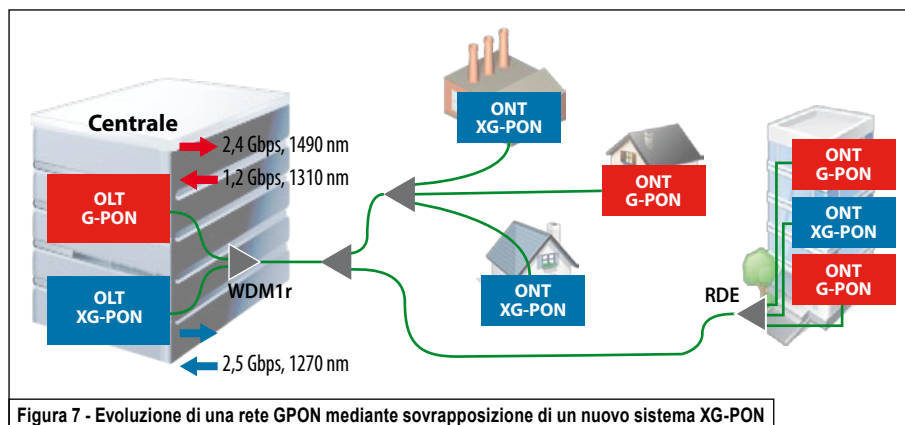 Centrale
2,4 Gbps, 1490 nm
1,2 Gbps, 1310 nm
OLT
G-PON
OLT
XG-PON
WDM1r
2,5 Gbps, 1270 nm
ONT
XG-PON
ONT
G-PON
ONT
XG-PON
RDE
ONT
G-PON
ONT
XG-PON
ONT
G-PON
Figura 7 - Evoluzione di una rete GPON mediante sovrapposizione di un nuovo sistema XG-PON